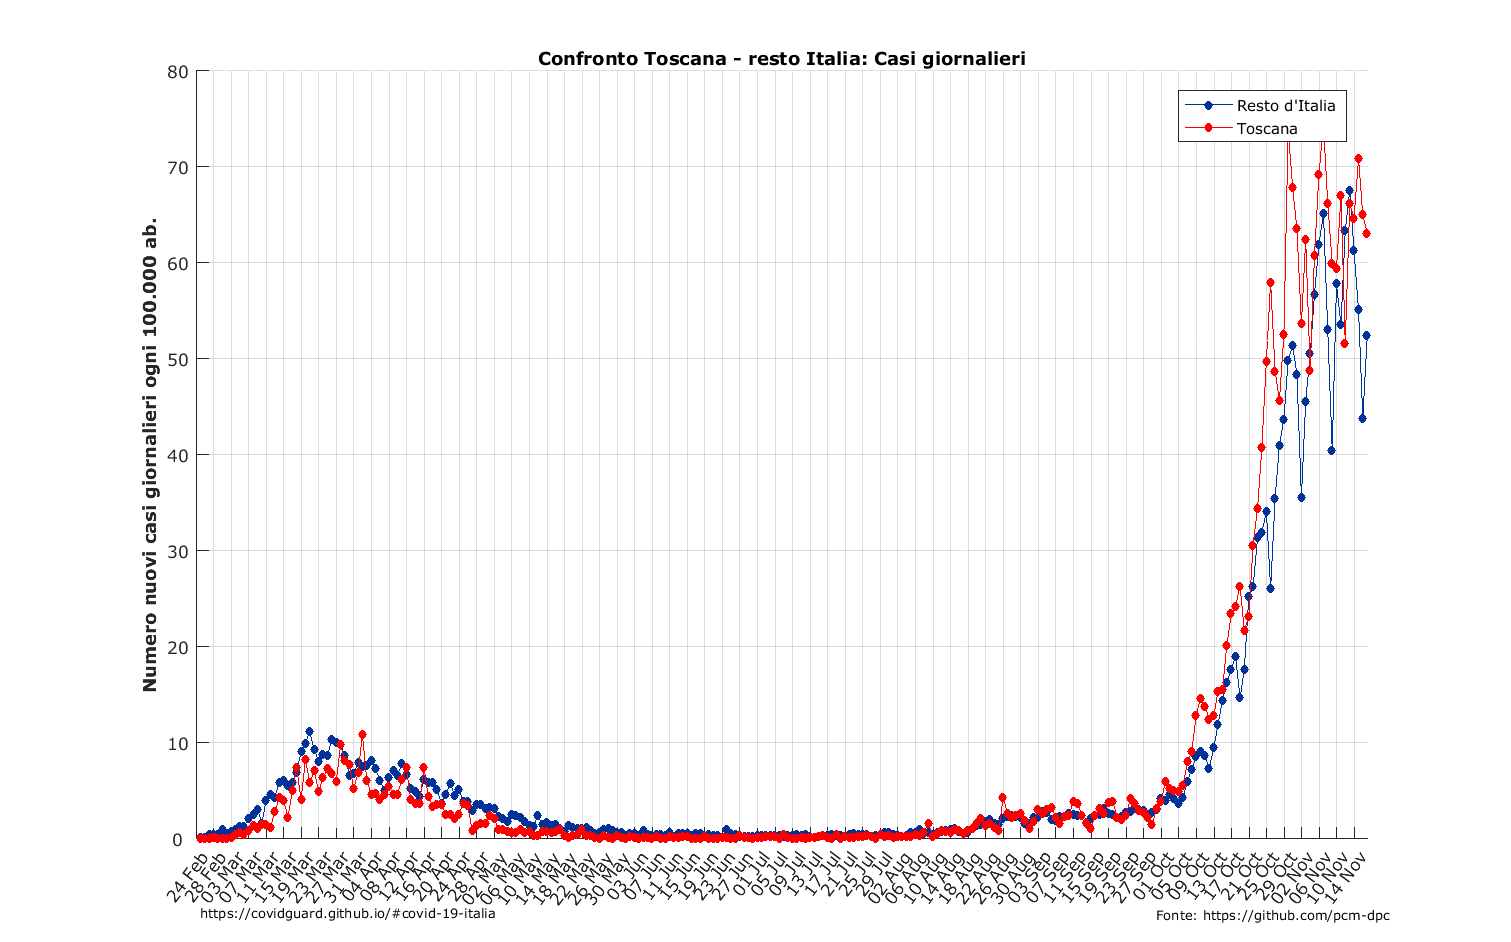 Confronto Toscana - resto Italia: Casi giornalieri
Numero nuovi casi giornalieri ogni 100.000 ab.
80
70
60
50
40
30
20
10
0
Resto d'Italia
Toscana
24 Feb
28 Feb
03 Mar
07 Mar
11 Mar
15 Mar
19 Mar
23 Mar
27 Mar
31 Mar
04 Apr
08 Apr
12 Apr
16 Apr
20 Apr
24 Apr
28 Apr
02 May
06 May
10 May
14 May
18 May
22 May
26 May
30 May
03 Jun
07 Jun
11 Jun
15 Jun
19 Jun
23 Jun
27 Jun
01 Jul
05 Jul
09 Jul
13 Jul
17 Jul
21 Jul
25 Jul
29 Jul
02 Aug
06 Aug
10 Aug
14 Aug
18 Aug
22 Aug
26 Aug
30 Aug
03 Sep
07 Sep
11 Sep
15 Sep
19 Sep
23 Sep
27 Sep
01 Oct
05 Oct
09 Oct
13 Oct
17 Oct
21 Oct
25 Oct
29 Oct
02 Nov
06 Nov
10 Nov
14 Nov
https://covidguard.github.io/#covid-19-italia
Fonte: https://github.com/pcm-dpc